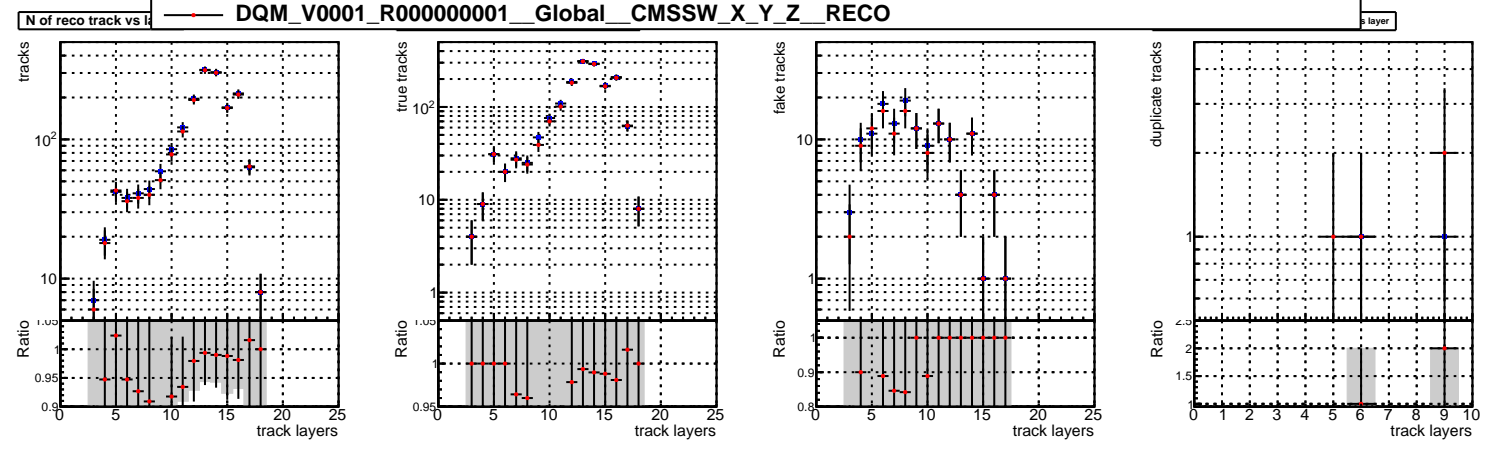 DQM_V0001_R000000001__Global__CMSSW_X_Y_Z__RECO
N of reco track vs la
s layer
tracks
10²
10
Ratio
1.05
1
0.95
0.9
0 5 10 15 20 25
track layers
true tracks
10²
10
1
Ratio
1.05
1
0.95
0 5 10 15 20 25
track layers
fake tracks
10
1
Ratio
1
0.9
0.8
0 5 10 15 20 25
track layers
duplicate tracks
1
Ratio
2.5
2
1.5
1
0 1 2 3 4 5 6 7 8 9 10
track layers